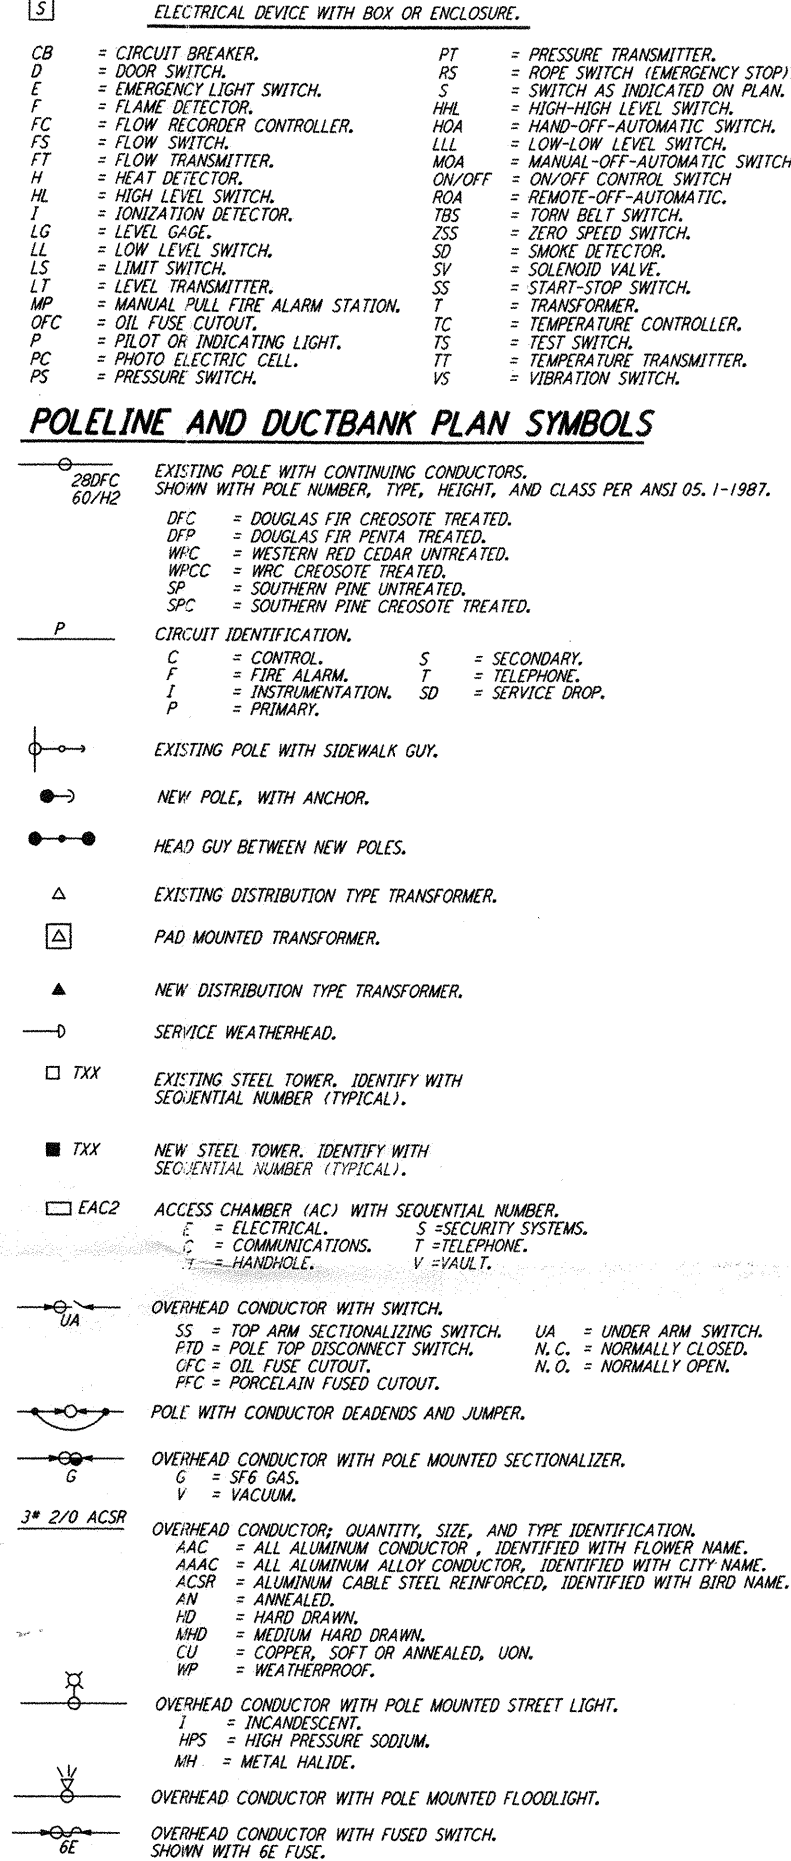 S ELECTRICAL DEVICE WITH BOX OR ENCLOSURE.
CB = CIRCUIT BREAKER.
D = DOOR SWITCH.
E = EMERGENCY LIGHT SWITCH.
F = FLAME DETECTOR.
FC = FLOW RECORDER CONTROLLER.
FS = FLOW SWITCH.
FT = FLOW TRANSMITTER.
H = HEAT DETECTOR.
HL = HIGH LEVEL SWITCH.
I = IONIZATION DETECTOR.
LG = LEVEL GAGE.
LL = LOW LEVEL SWITCH.
LS = LIMIT SWITCH.
LT = LEVEL TRANSMITTER.
MP = MANUAL PULL FIRE ALARM STATION.
OFC = OIL FUSE CUTOUT.
P = PILOT OR INDICATING LIGHT.
PC = PHOTO ELECTRIC CELL.
PS = PRESSURE SWITCH.
PT = PRESSURE TRANSMITTER.
RS = ROPE SWITCH (EMERGENCY STOP)
S = SWITCH AS INDICATED ON PLAN.
HHL = HIGH-HIGH LEVEL SWITCH.
HOA = HAND-OFF-AUTOMATIC SWITCH.
LLL = LOW-LOW LEVEL SWITCH.
MOA = MANUAL-OFF-AUTOMATIC SWITCH
ON/OFF = ON/OFF CONTROL SWITCH
ROA = REMOTE-OFF-AUTOMATIC.
TBS = TORN BELT SWITCH.
ZSS = ZERO SPEED SWITCH.
SD = SMOKE DETECTOR.
SV = SOLENOID VALVE.
SS = START-STOP SWITCH.
T = TRANSFORMER.
TC = TEMPERATURE CONTROLLER.
TS = TEST SWITCH.
TT = TEMPERATURE TRANSMITTER.
VS = VIBRATION SWITCH.
POLELINE AND DUCTBANK PLAN SYMBOLS
28DFC
60/H2
EXISTING POLE WITH CONTINUING CONDUCTORS.
SHOWN WITH POLE NUMBER, TYPE, HEIGHT, AND CLASS PER ANSI 05.1-1987.
DFC = DOUGLAS FIR CREOSOTE TREATED.
DFP = DOUGLAS FIR PENTA TREATED.
WPC = WESTERN RED CEDAR UNTREATED.
WPCC = WRC CREOSOTE TREATED.
SP = SOUTHERN PINE UNTREATED.
SPC = SOUTHERN PINE CREOSOTE TREATED.
P CIRCUIT IDENTIFICATION.
C = CONTROL. S = SECONDARY.
F = FIRE ALARM. T = TELEPHONE.
I = INSTRUMENTATION. SD = SERVICE DROP.
P = PRIMARY.
EXISTING POLE WITH SIDEWALK GUY.
NEW POLE, WITH ANCHOR.
HEAD GUY BETWEEN NEW POLES.
EXISTING DISTRIBUTION TYPE TRANSFORMER.
PAD MOUNTED TRANSFORMER.
NEW DISTRIBUTION TYPE TRANSFORMER.
SERVICE WEATHERHEAD.
TXX EXISTING STEEL TOWER. IDENTIFY WITH
SEQUENTIAL NUMBER (TYPICAL).
TXX NEW STEEL TOWER. IDENTIFY WITH
SEQUENTIAL NUMBER (TYPICAL).
EAC2 ACCESS CHAMBER (AC) WITH SEQUENTIAL NUMBER.
E = ELECTRICAL. S =SECURITY SYSTEMS.
C = COMMUNICATIONS. T =TELEPHONE.
H = HANDHOLE. V =VAULT.
UA OVERHEAD CONDUCTOR WITH SWITCH.
SS = TOP ARM SECTIONALIZING SWITCH. UA = UNDER ARM SWITCH.
PTD = POLE TOP DISCONNECT SWITCH. N.C. = NORMALLY CLOSED.
OFC = OIL FUSE CUTOUT. N.O. = NORMALLY OPEN.
PFC = PORCELAIN FUSED CUTOUT.
POLE WITH CONDUCTOR DEADENDS AND JUMPER.
G OVERHEAD CONDUCTOR WITH POLE MOUNTED SECTIONALIZER.
G = SF6 GAS.
V = VACUUM.
3# 2/0 ACSR OVERHEAD CONDUCTOR; QUANTITY, SIZE, AND TYPE IDENTIFICATION.
AAC = ALL ALUMINUM CONDUCTOR , IDENTIFIED WITH FLOWER NAME.
AAAC = ALL ALUMINUM ALLOY CONDUCTOR, IDENTIFIED WITH CITY NAME.
ACSR = ALUMINUM CABLE STEEL REINFORCED, IDENTIFIED WITH BIRD NAME.
AN = ANNEALED.
HD = HARD DRAWN.
MHD = MEDIUM HARD DRAWN.
CU = COPPER, SOFT OR ANNEALED, UON.
WP = WEATHERPROOF.
OVERHEAD CONDUCTOR WITH POLE MOUNTED STREET LIGHT.
I = INCANDESCENT.
HPS = HIGH PRESSURE SODIUM.
MH = METAL HALIDE.
OVERHEAD CONDUCTOR WITH POLE MOUNTED FLOODLIGHT.
6E OVERHEAD CONDUCTOR WITH FUSED SWITCH.
SHOWN WITH 6E FUSE.